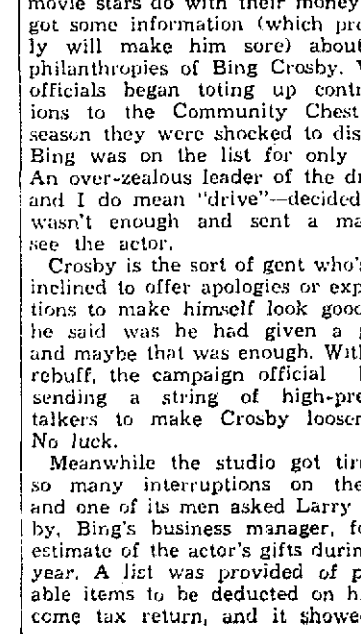 movie stars do with their money
got some information (which pre
ly will make him sore) about
philanthropies of Bing Crosby.
officials began toting up contr
ions to the Community Chest
season they were shocked to dis
Bing was on the list for only
An over-zealous leader of the dr
and I do mean "drive"—decided
wasn't enough and sent a ma
see the actor.
Crosby is the sort of gent who'
inclined to offer apologies or exp
tions to make himself look good
he said was he had given a
and maybe that was enough. Wit
rebuff, the campaign official
sending a string of high-pre
talkers to make Crosby looser
No luck.
Meanwhile the studio got tir
so many interruptions on the
and one of its men asked Larry
by, Bing's business manager, fo
estimate of the actor's gifts durin
year. A list was provided of p
able items to be deducted on h
come tax return, and it showe